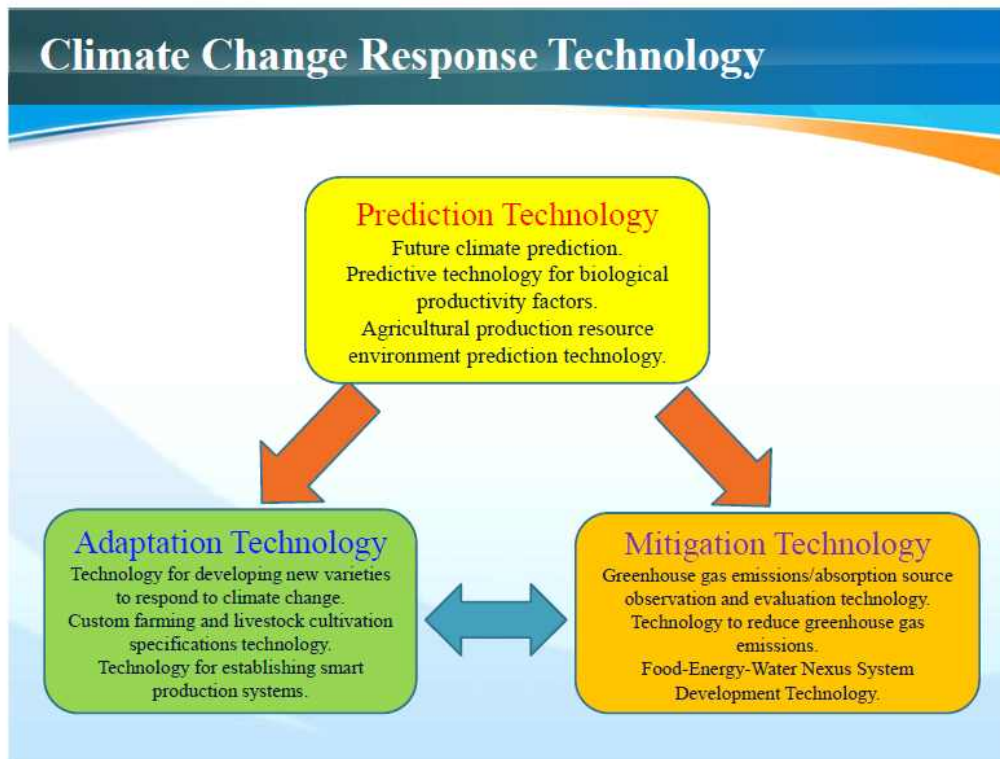 Climate Change Response Technology
Prediction Technology
Future climate prediction.
Predictive technology for biological
productivity factors.
Agricultural production resource
environment prediction technology.
Adaptation Technology
Technology for developing new varieties
to respond to climate change.
Custom farming and livestock cultivation
specifications technology.
Technology for establishing smart
production systems.
Mitigation Technology
Greenhouse gas emissions/absorption source
observation and evaluation technology.
Technology to reduce greenhouse gas
emissions.
Food-Energy-Water Nexus System
Development Technology.